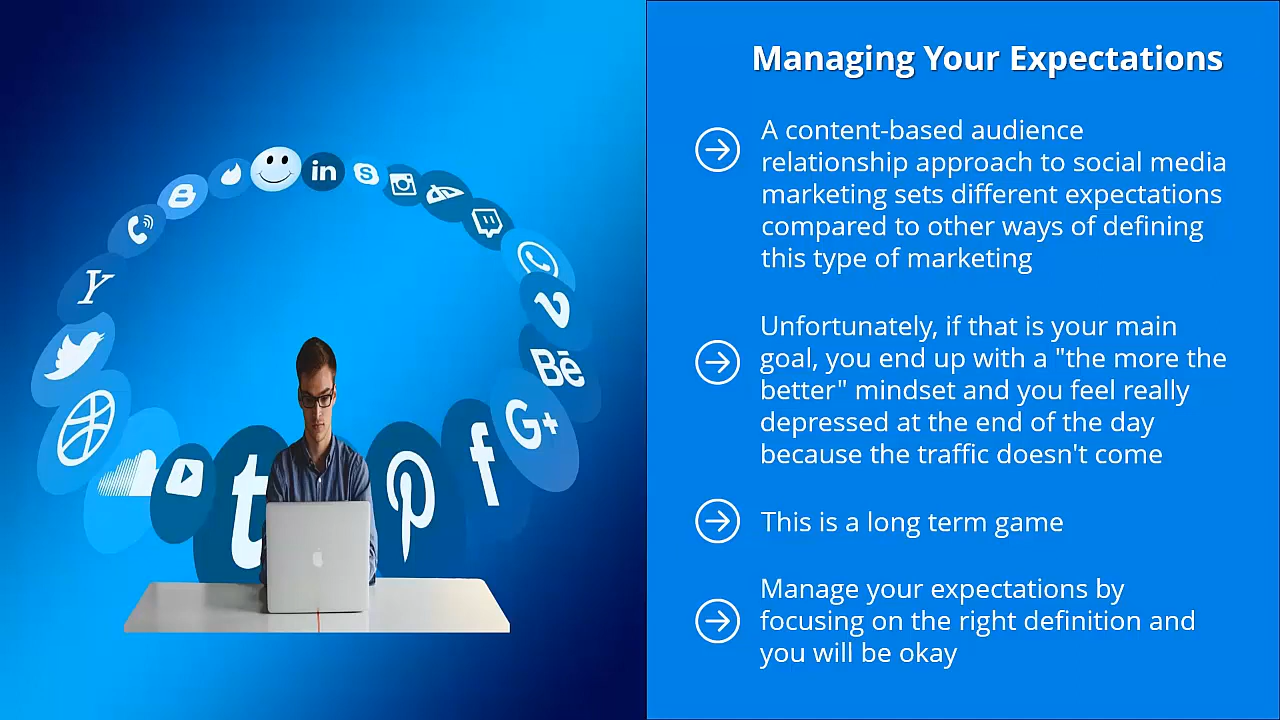 Managing Your Expectations
A content-based audience
relationship approach to social media
marketing sets different expectations
compared to other ways of defining
this type of marketing
Unfortunately, if that is your main
goal, you end up with a "the more the
better" mindset and you feel really
depressed at the end of the day
because the traffic doesn't come
This is a long term game
Manage your expectations by
focusing on the right definition and
you will be okay
in
Y
Bē
G+
f
t